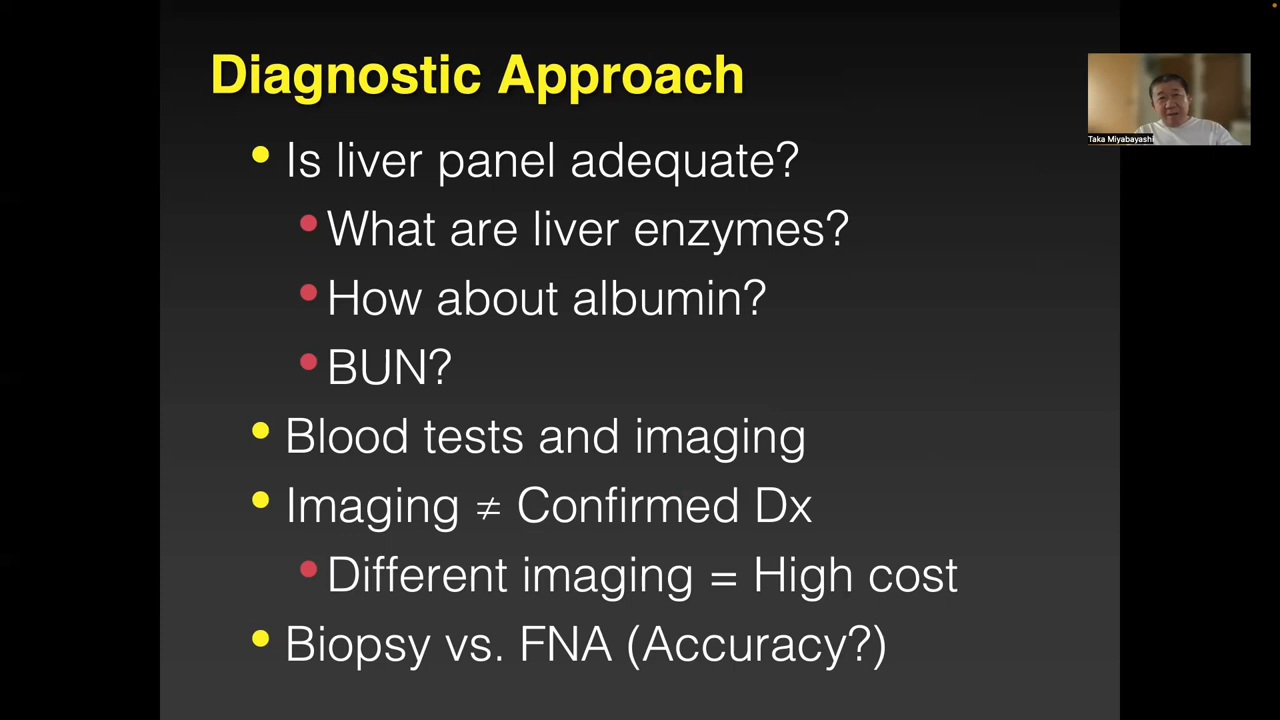 Diagnostic Approach
Taka Miyabayashi
• Is liver panel adequate?
• What are liver enzymes?
• How about albumin?
• BUN?
• Blood tests and imaging
• Imaging ≠ Confirmed Dx
• Different imaging = High cost
• Biopsy vs. FNA (Accuracy?)